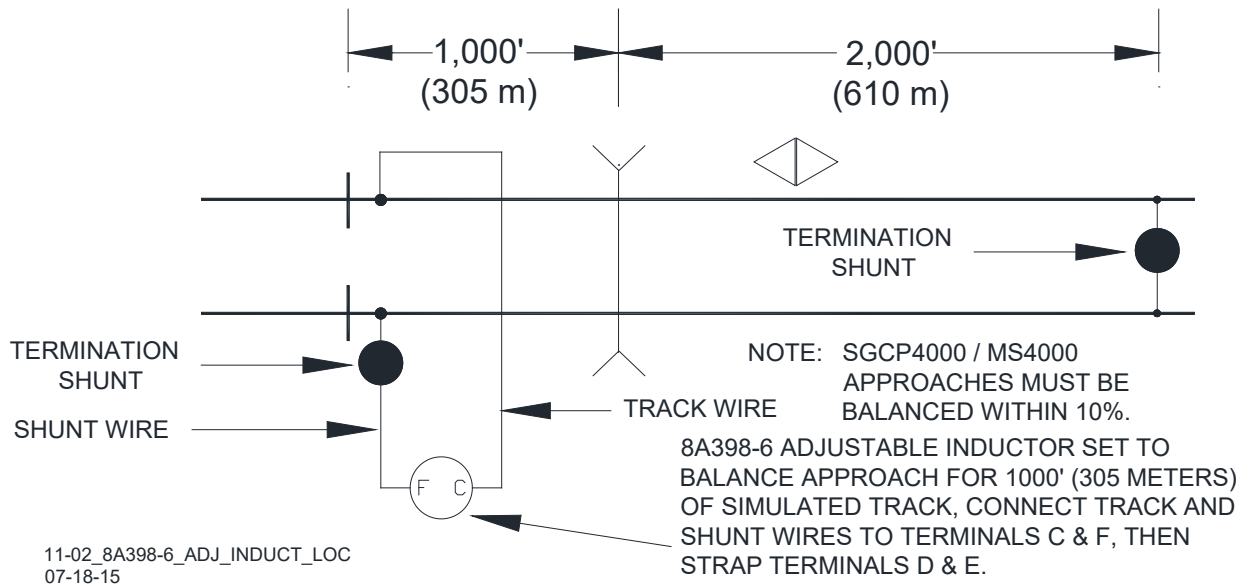 1,000'
(305 m)
2,000'
(610 m)
TERMINATION
SHUNT
TERMINATION
SHUNT
SHUNT WIRE
TRACK WIRE
F C
NOTE: SGCP4000 / MS4000
APPROACHES MUST BE
BALANCED WITHIN 10%.
8A398-6 ADJUSTABLE INDUCTOR SET TO
BALANCE APPROACH FOR 1000' (305 METERS)
OF SIMULATED TRACK, CONNECT TRACK AND
SHUNT WIRES TO TERMINALS C & F, THEN
STRAP TERMINALS D & E.
11-02_8A398-6_ADJ_INDUCT_LOC
07-18-15